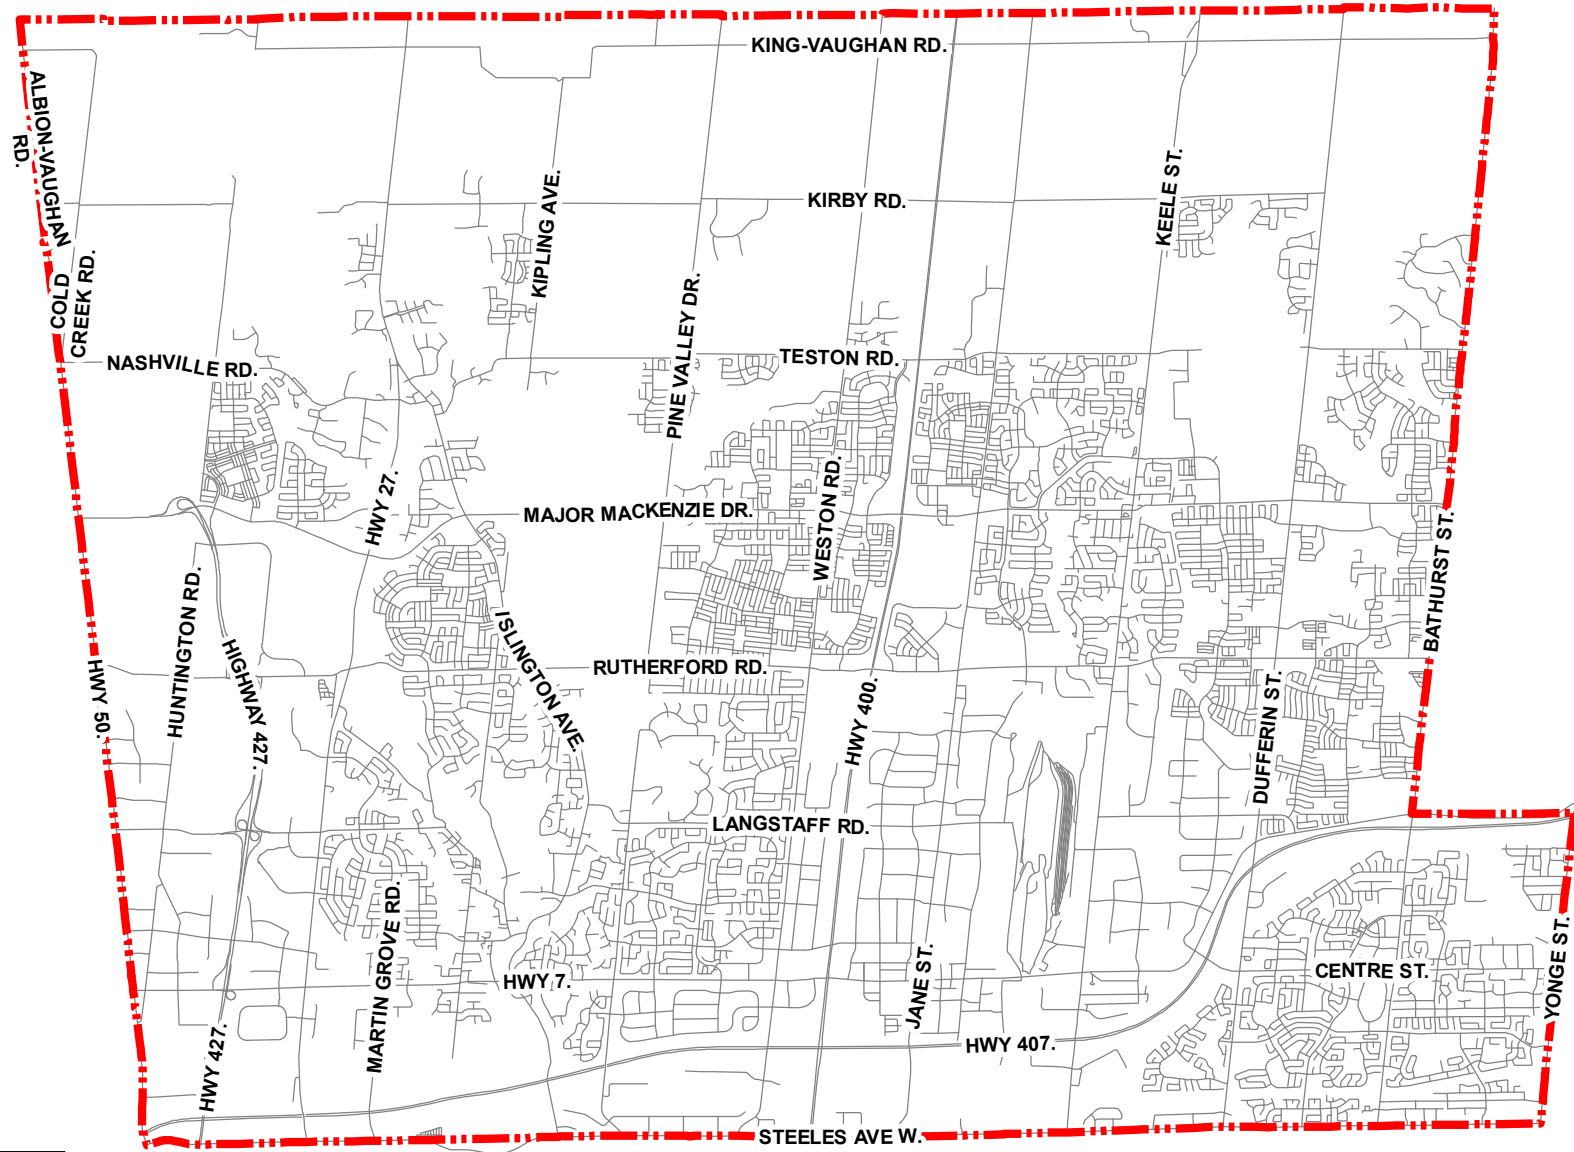 KING-VAUGHAN RD.
ALBION-VAUGHAN
RD.
KEELE ST.
KIPLING AVE.
KIRBY RD.
COLD
CREEK RD.
PINE VALLEY DR.
NASHVILLE RD.
TESTON RD.
HWY 27.
WESTON RD.
MAJOR MACKENZIE DR.
BATHURST ST.
HUNTINGTON RD.
ISLINGTON AVE.
HIGHWAY 427.
RUTHERFORD RD.
HWY 50.
HWY 400.
DUFFERIN ST.
LANGSTAFF RD.
MARTIN GROVE RD.
JANE ST.
YONGE ST.
CENTRE ST.
HWY 7.
HWY 427.
HWY 407.
STEELES AVE W.